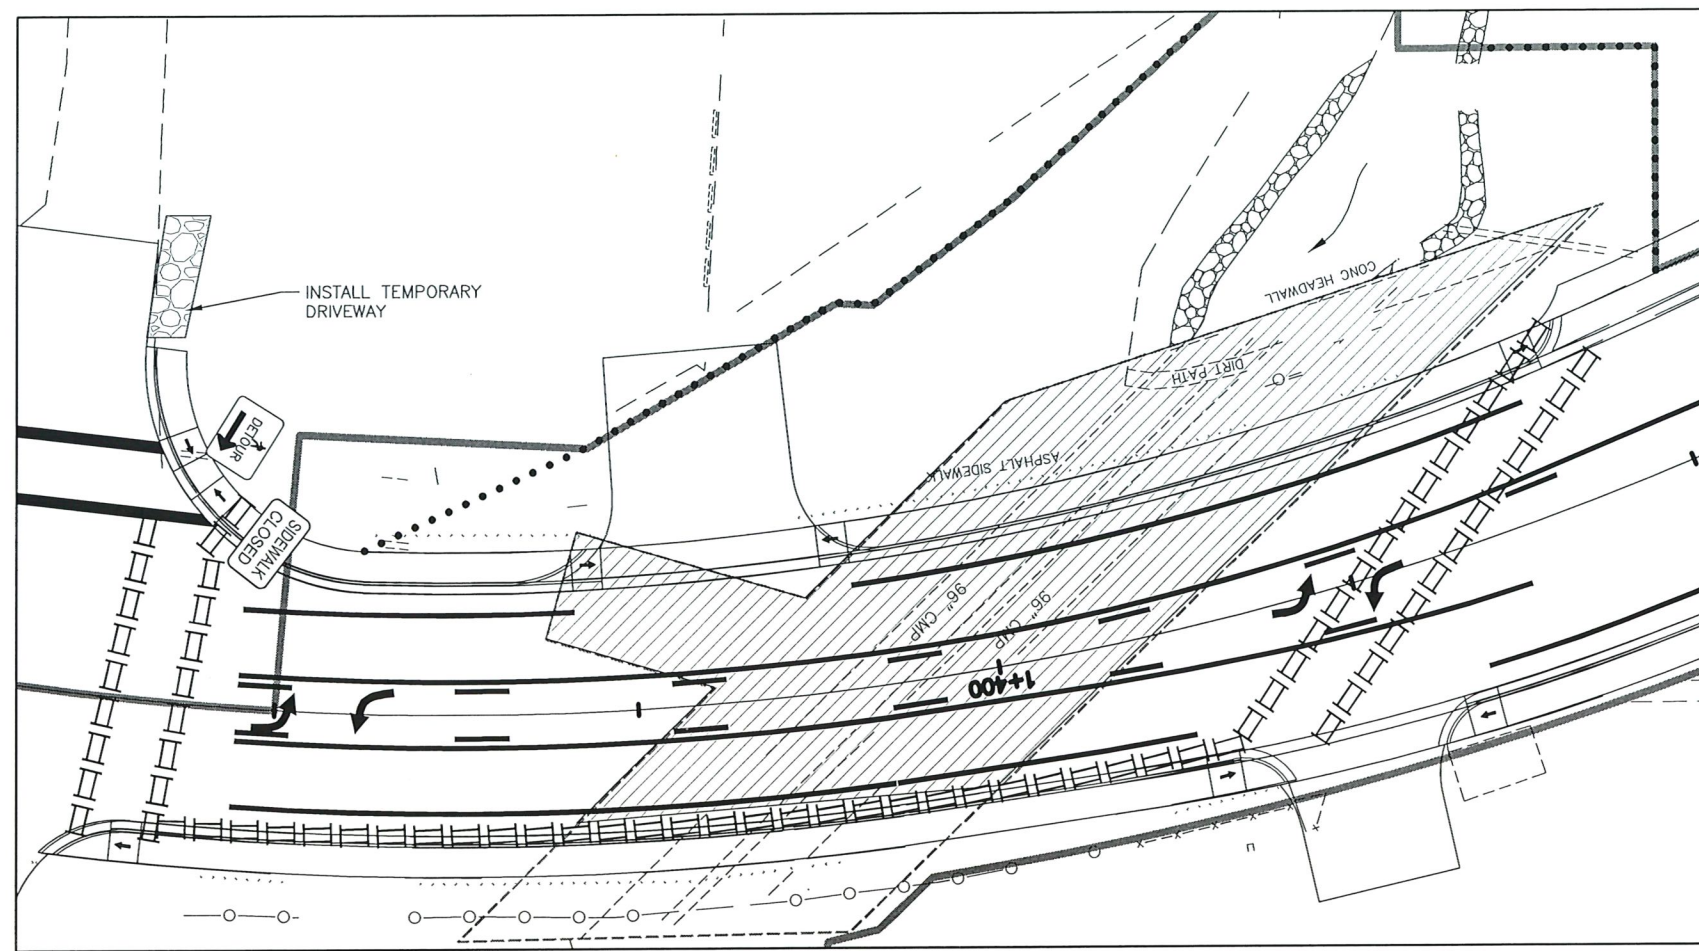 INSTALL TEMPORARY
DRIVEWAY
CONC HEADWALL
DIRT PATH
DETOUR
ASPHALT SIDEWALK
SIDEWALK
CLOSED
96" CMP
96" CMP
1+400